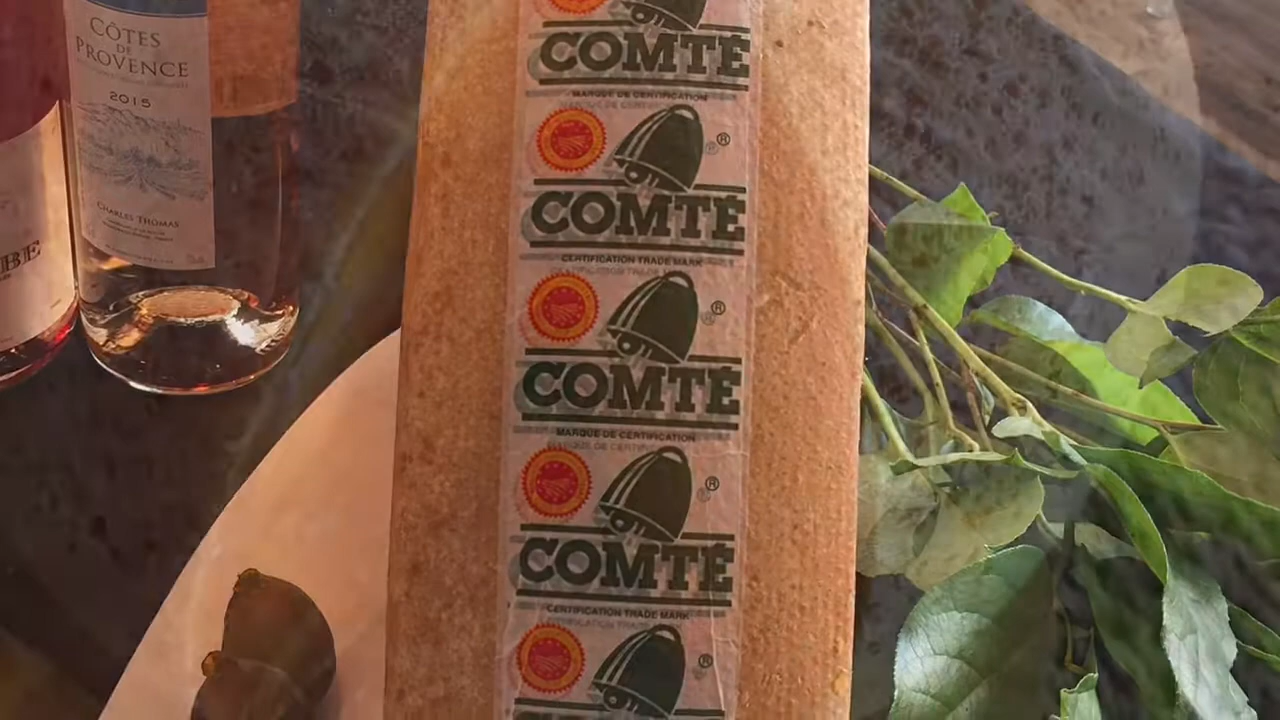 CÔTES
DE
PROVENCE
2015
CHARLES THOMAS
BE
COMTÉ
MARQUE DE CERTIFICATION
®
COMTÉ
CERTIFICATION TRADE MARK
®
COMTÉ
MARQUE DE CERTIFICATION
®
COMTÉ
CERTIFICATION TRADE MARK
®